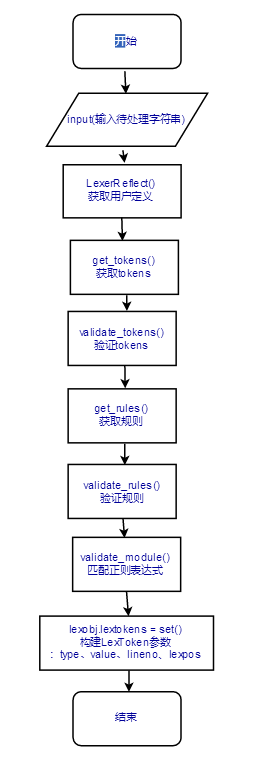 开始
input(输入待处理字符串)
LexerReflect()
获取用户定义
get_tokens()
获取tokens
validate_tokens()
验证tokens
get_rules()
获取规则
validate_rules()
验证规则
validate_module()
匹配正则表达式
lexobj.lextokens = set()
构建LexToken参数
：type、value、lineno、lexpos
结束